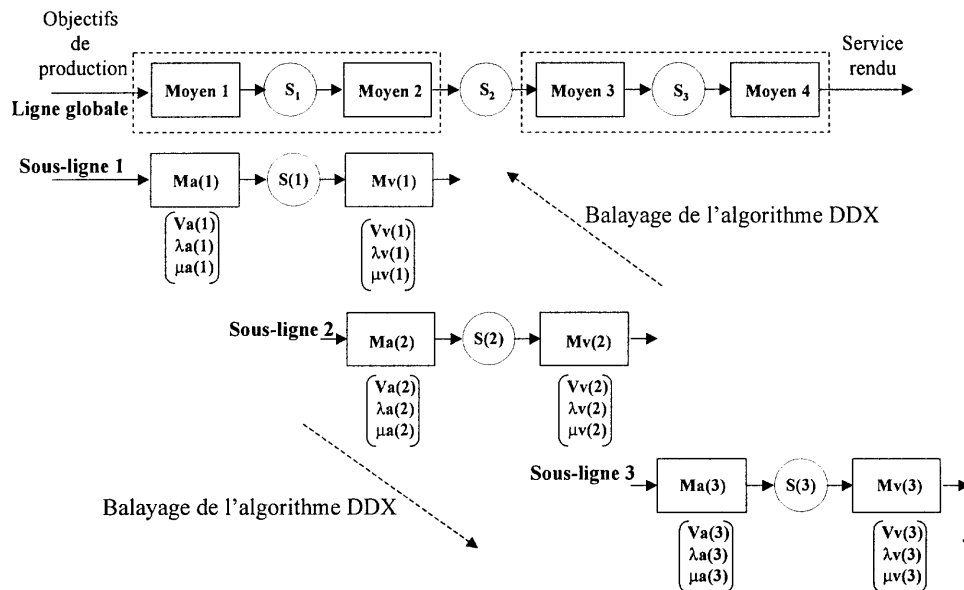 Objectifs
de
production
Ligne globale
Moyen 1
S1
Moyen 2
S2
Moyen 3
S3
Moyen 4
Service
rendu
Sous-ligne 1
Ma(1)
S(1)
Mv(1)
Va(1)
λa(1)
μa(1)
Vv(1)
λv(1)
μv(1)
Balayage de l'algorithme DDX
Sous-ligne 2
Ma(2)
S(2)
Mv(2)
Va(2)
λa(2)
μa(2)
Vv(2)
λv(2)
μv(2)
Balayage de l'algorithme DDX
Sous-ligne 3
Ma(3)
S(3)
Mv(3)
Va(3)
λa(3)
μa(3)
Vv(3)
λv(3)
μv(3)